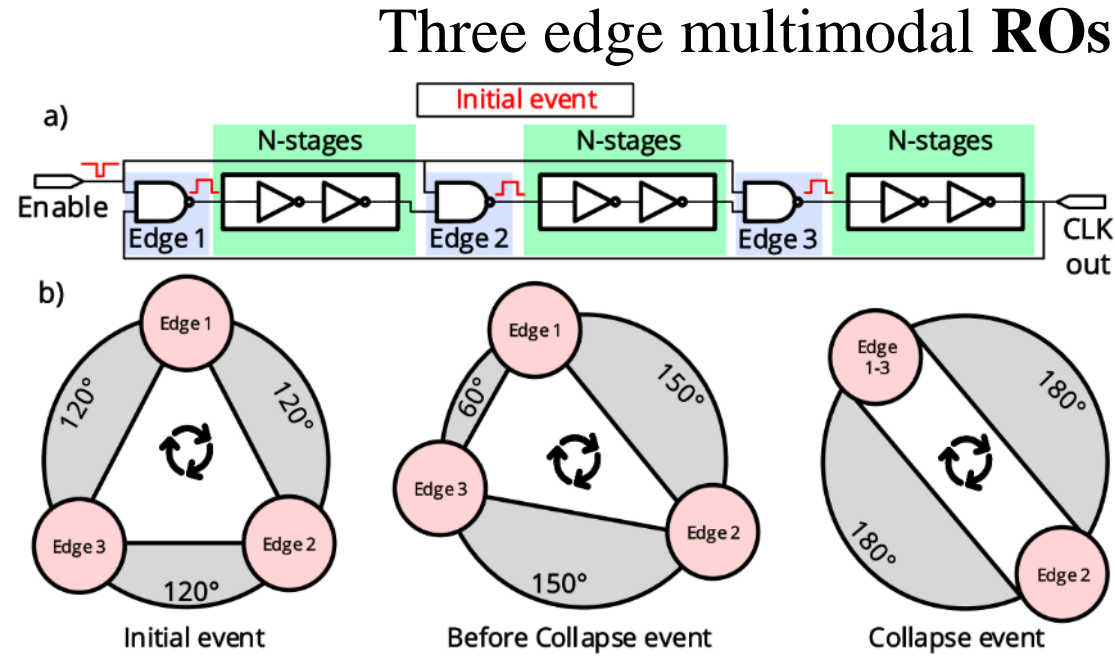 Three edge multimodal ROs
Initial event
a)
N-stages
N-stages
N-stages
Enable
Edge 1
Edge 2
Edge 3
CLK
out
b)
Edge 1
120°
120°
Edge 3
Edge 2
120°
Initial event
Edge 1
60°
150°
Edge 3
Edge 2
150°
Before Collapse event
Edge
1-3
180°
180°
Edge 2
Collapse event